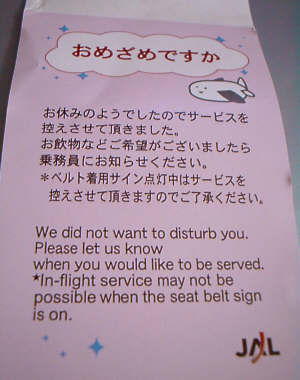 おめざめですか
お休みのようでしたのでサービスを
控えさせて頂きました。
お飲物などご希望がございましたら
乗務員にお知らせください。
＊ベルト着用サイン点灯中はサービスを
控えさせて頂きますのでご了承ください。
We did not want to disturb you.
Please let us know
when you would like to be served.
*In-flight service may not be
possible when the seat belt sign
is on.
JAL